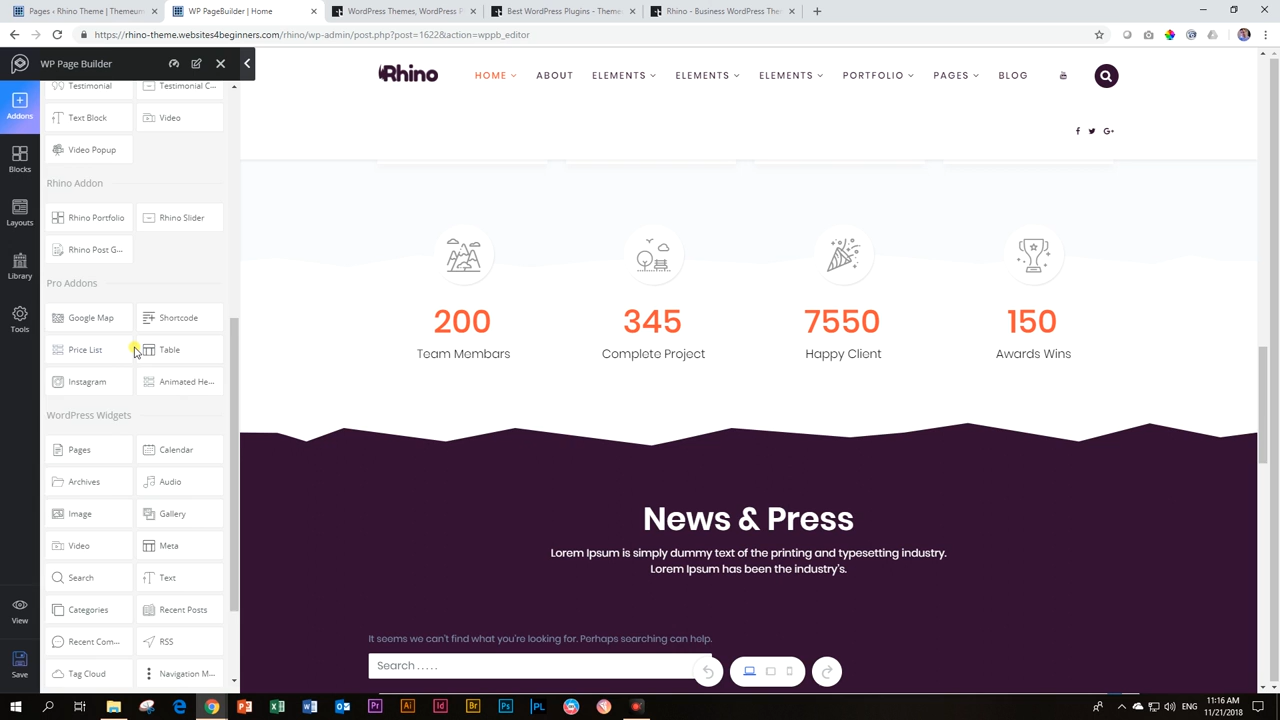 Pages ‹ Rhino | Themeum
WP PageBuilder | Home
WordPress Themes, WordPress P
Best WordPress Plugins - Themeu
Rhino - Business WordPress The
https://rhino-theme.websites4beginners.com/rhino/wp-admin/post.php?post=1622&action=wppb_editor
WP Page Builder
Addons
Blocks
Layouts
Library
Tools
View
Save
Testimonial
Testimonial C...
Text Block
Video
Video Popup
Rhino Addon
Rhino Portfolio
Rhino Slider
Rhino Post G...
Pro Addons
Google Map
Shortcode
Price List
Table
Instagram
Animated He...
WordPress Widgets
Pages
Calendar
Archives
Audio
Image
Gallery
Video
Meta
Search
Text
Categories
Recent Posts
Recent Com...
RSS
Tag Cloud
Navigation M...
Rhino
HOME
ABOUT
ELEMENTS
ELEMENTS
ELEMENTS
PORTFOLIO
PAGES
BLOG
200
345
7550
150
Team Membars
Complete Project
Happy Client
Awards Wins
News & Press
Lorem Ipsum is simply dummy text of the printing and typesetting industry.
Lorem Ipsum has been the industry's.
It seems we can't find what you're looking for. Perhaps searching can help.
Search . . . . .
11:16 AM
11/21/2018